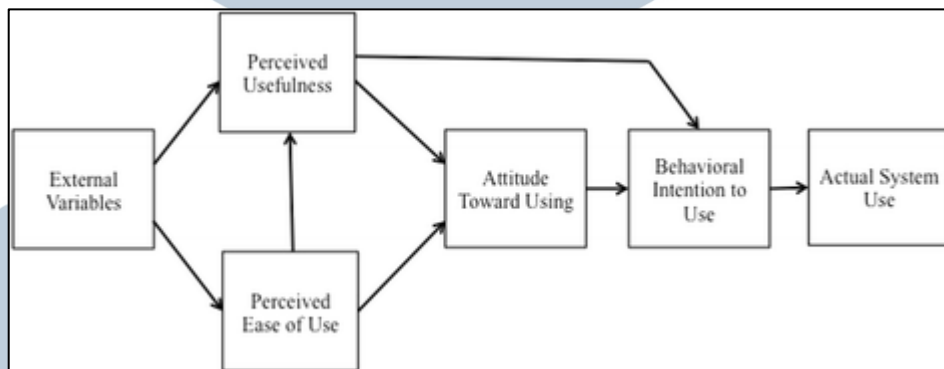 Perceived
Usefulness
External
Variables
Attitude
Toward Using
Behavioral
Intention to
Use
Actual System
Use
Perceived
Ease of Use